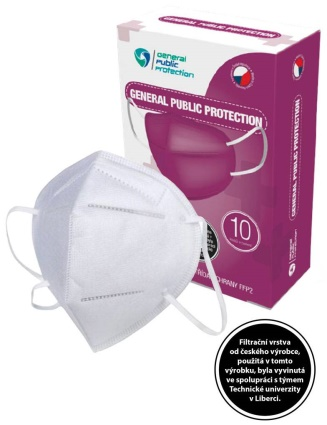 General
Public
Protection
GENERAL PUBLIC PROTECTION
GENERAL PUBLIC PROTECTION
10
OCHRANY FFP2
Filtrační vrstva
od českého výrobce,
použitá v tomto
výrobku, byla vyvinutá
ve spolupráci s týmem
Technické univerzity
v Liberci.